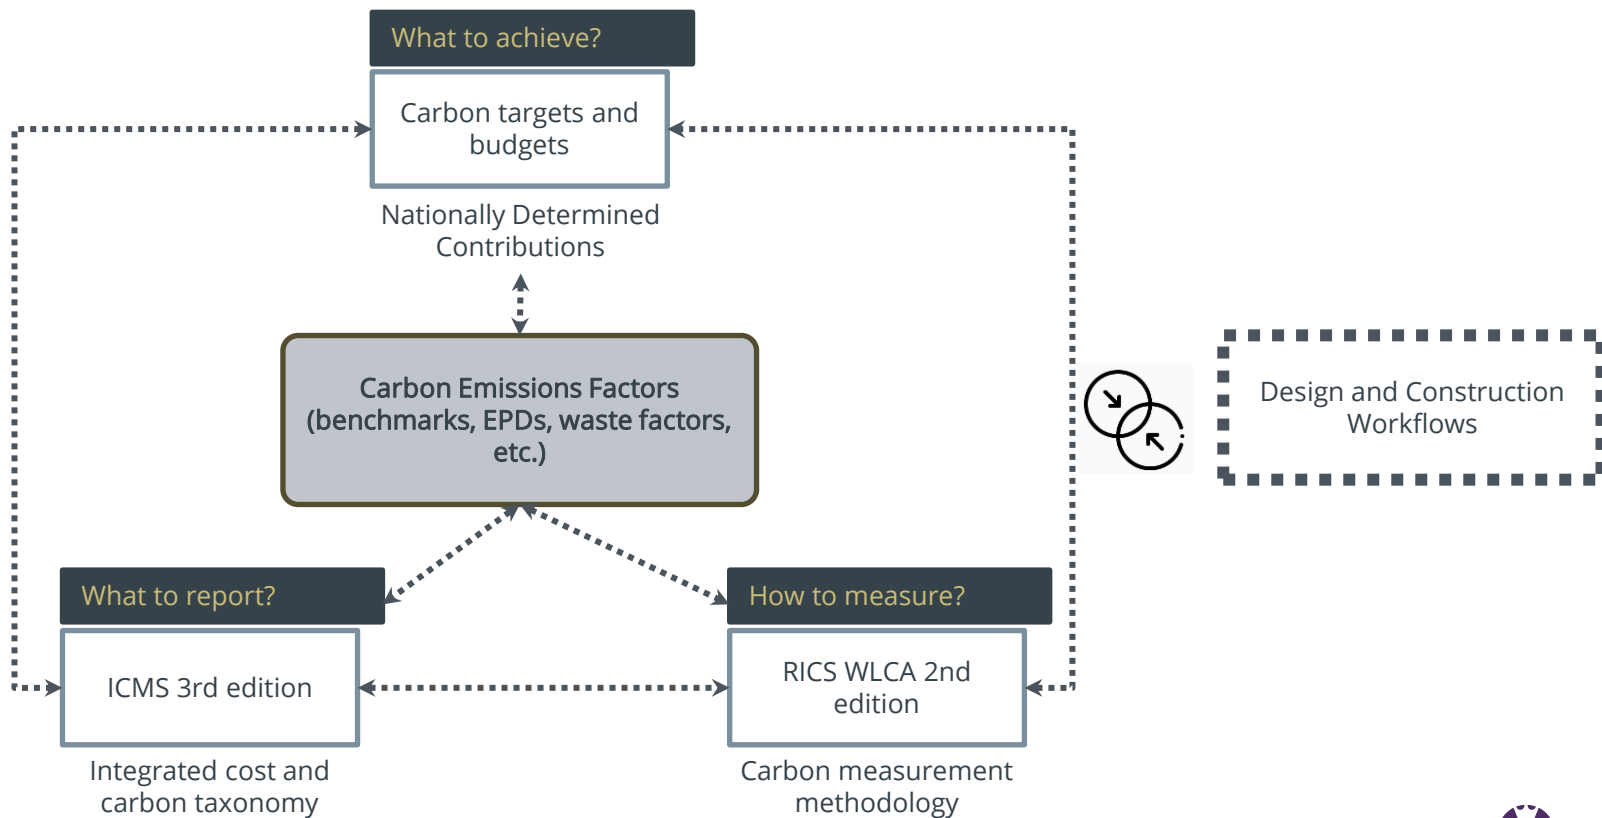 What to achieve?
Carbon targets and
budgets
Nationally Determined
Contributions
Carbon Emissions Factors
(benchmarks, EPDs, waste factors,
etc.)
Design and Construction
Workflows
What to report?
ICMS 3rd edition
Integrated cost and
carbon taxonomy
How to measure?
RICS WLCA 2nd
edition
Carbon measurement
methodology